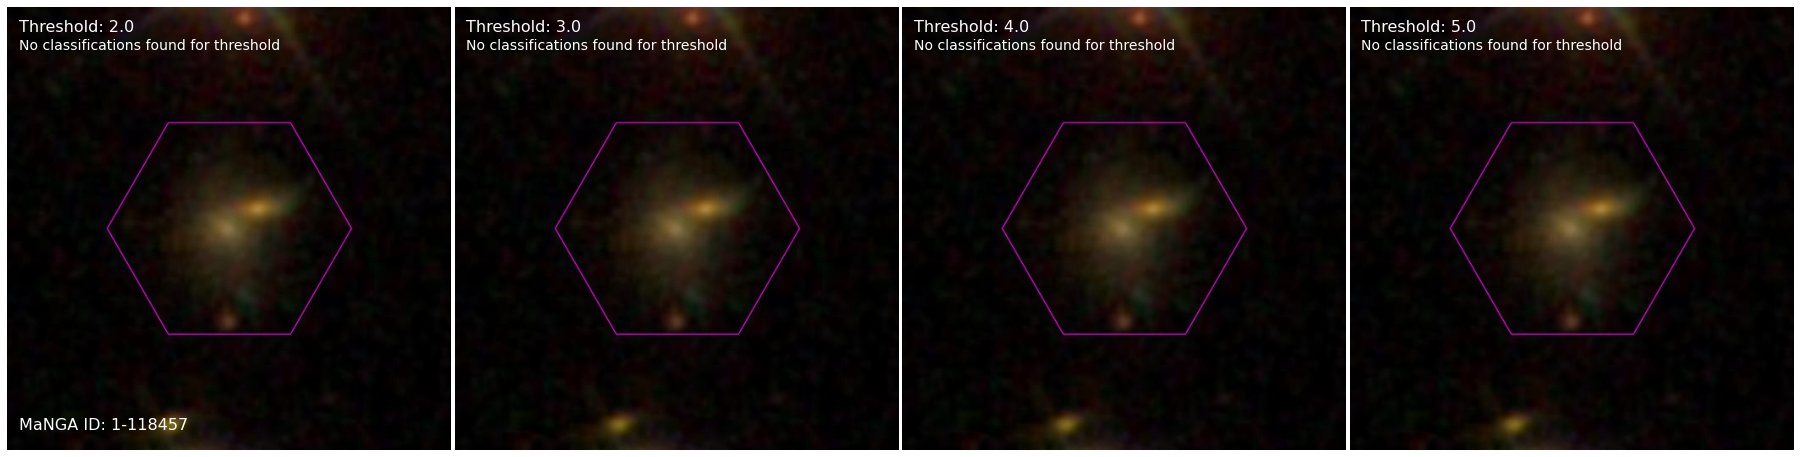 Threshold: 2.0
No classifications found for threshold
MaNGA ID: 1-118457
Threshold: 3.0
No classifications found for threshold
Threshold: 4.0
No classifications found for threshold
Threshold: 5.0
No classifications found for threshold